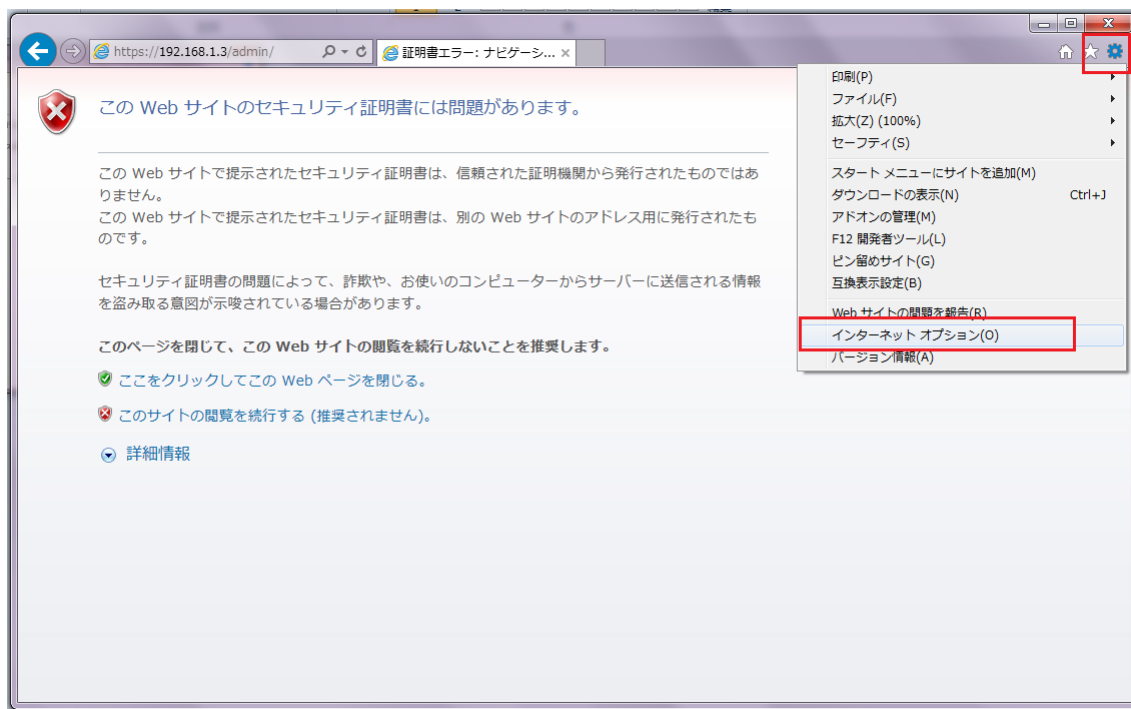 https://192.168.1.3/admin/
証明書エラー: ナビゲーシ...
この Web サイトのセキュリティ証明書には問題があります。
この Web サイトで提示されたセキュリティ証明書は、信頼された証明機関から発行されたものではあ
りません。
この Web サイトで提示されたセキュリティ証明書は、別の Web サイトのアドレス用に発行されたも
のです。
セキュリティ証明書の問題によって、詐欺や、お使いのコンピューターからサーバーに送信される情報
を盗み取る意図が示唆されている場合があります。
このページを閉じて、この Web サイトの閲覧を続行しないことを推奨します。
ここをクリックしてこの Web ページを閉じる。
このサイトの閲覧を続行する (推奨されません)。
詳細情報
印刷(P)
ファイル(F)
拡大(Z) (100%)
セーフティ(S)
スタート メニューにサイトを追加(M)
ダウンロードの表示(N) Ctrl+J
アドオンの管理(M)
F12 開発者ツール(L)
ピン留めサイト(G)
互換表示設定(B)
Web サイトの問題を報告(R)
インターネット オプション(O)
バージョン情報(A)